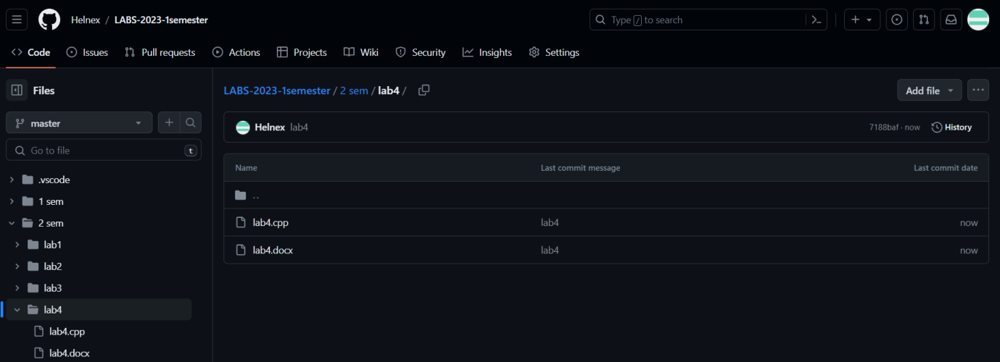 Helnex / LABS-2023-1semester
Type / to search
Code Issues Pull requests Actions Projects Wiki Security Insights Settings
Files
master
Go to file t
.vscode
1 sem
2 sem
lab1
lab2
lab3
lab4
lab4.cpp
lab4.docx
LABS-2023-1semester / 2 sem / lab4 /
Add file
Helnex lab4 7188baf · now History
Name Last commit message Last commit date
..
lab4.cpp lab4 now
lab4.docx lab4 now